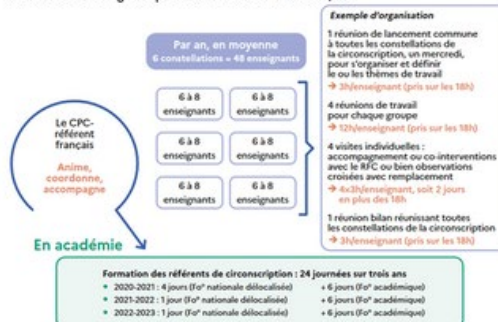 Exemple d'organisation
1 réunion de lancement commune
à toutes les constellations de
la circonscription, un mercredi,
pour s'organiser et définir
le ou les thèmes de travail
→ 3h/enseignant (pris sur les 18h)
4 réunions de travail
pour chaque groupe
→ 12h/enseignant (pris sur les 18h)
4 visites individuelles :
accompagnement ou co-interventions
avec le RFC ou bien observations
croisées avec remplacement
→ 4x3h/enseignant, soit 2 jours
en plus des 18h
1 réunion bilan réunissant toutes
les constellations de la circonscription
→ 3h/enseignant (pris sur les 18h)
Par an, en moyenne
6 constellations = 48 enseignants
6 à 8
enseignants
6 à 8
enseignants
6 à 8
enseignants
6 à 8
enseignants
6 à 8
enseignants
6 à 8
enseignants
Le CPC-
référent
français
Anime,
coordonne,
accompagne
En académie
Formation des référents de circonscription : 24 journées sur trois ans
• 2020-2021 : 4 jours (Fo° nationale délocalisée) + 6 jours (Fo° académique)
• 2021-2022 : 1 jour (Fo° nationale délocalisée) + 6 jours (Fo° académique)
• 2022-2023 : 1 jour (Fo° nationale délocalisée) + 6 jours (Fo° académique)